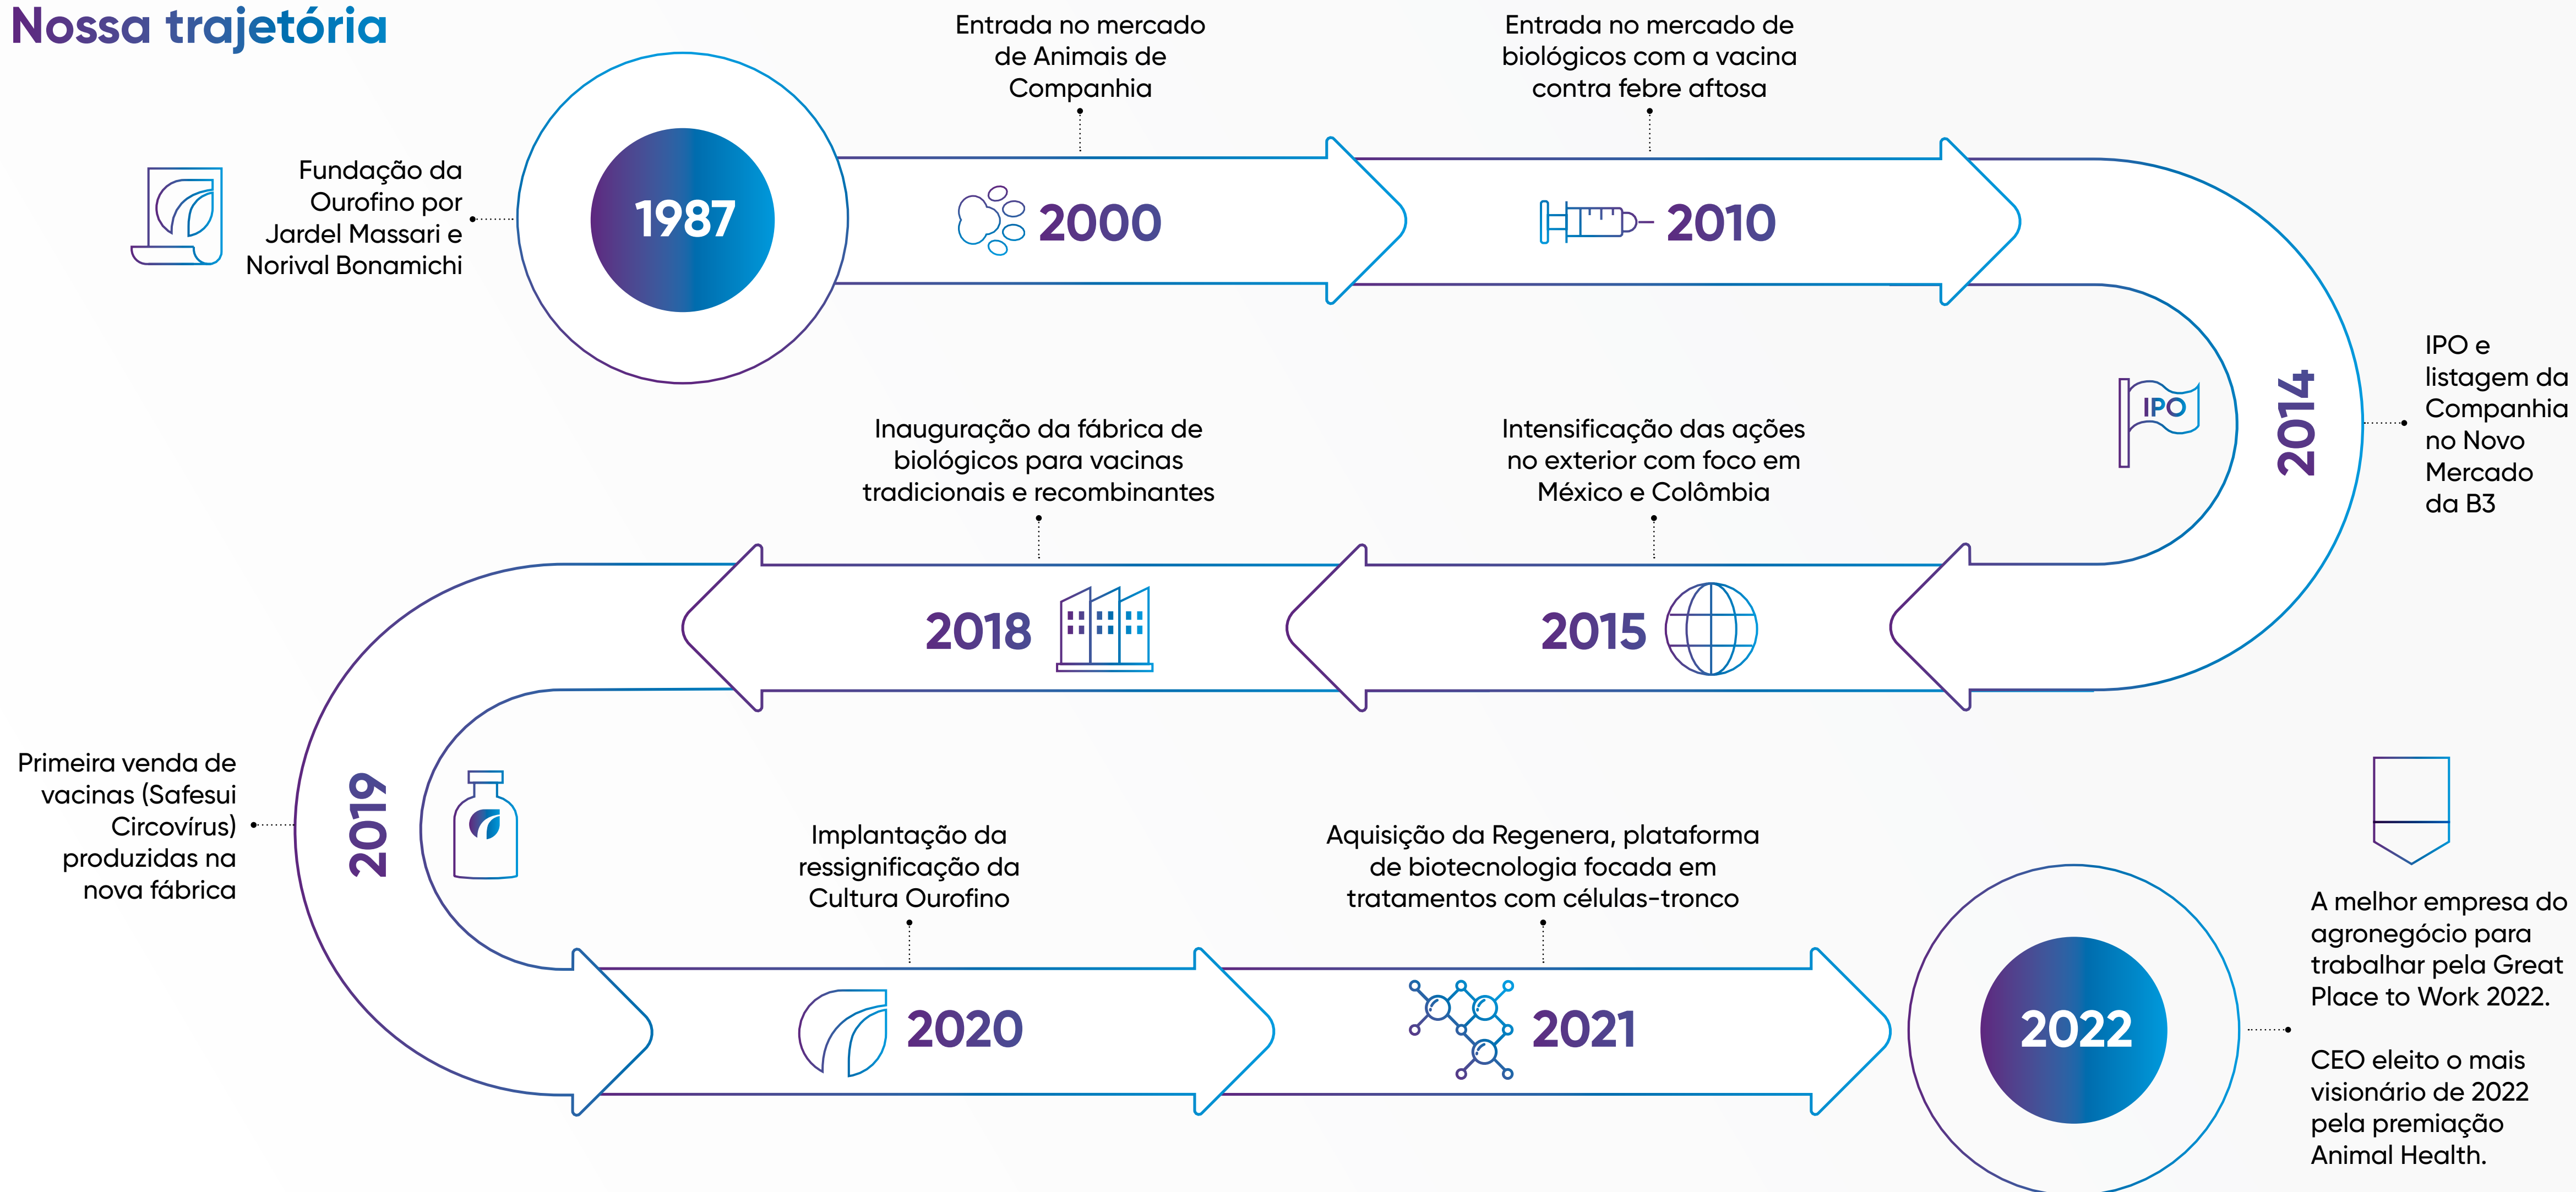 Nossa trajetória
Fundação da
Ourofino por
Jardel Massari e
Norival Bonamichi
1987
Entrada no mercado
de Animais de
Companhia
2000
Entrada no mercado de
biológicos com a vacina
contra febre aftosa
2010
IPO e
listagem da
Companhia
no Novo
Mercado
da B3
2014
IPO
Intensificação das ações
no exterior com foco em
México e Colômbia
2015
Inauguração da fábrica de
biológicos para vacinas
tradicionais e recombinantes
2018
Primeira venda de
vacinas (Safesui
Circovírus)
produzidas na
nova fábrica
2019
Implantação da
ressignificação da
Cultura Ourofino
2020
Aquisição da Regenera, plataforma
de biotecnologia focada em
tratamentos com células-tronco
2021
2022
A melhor empresa do
agronegócio para
trabalhar pela Great
Place to Work 2022.
CEO eleito o mais
visionário de 2022
pela premiação
Animal Health.